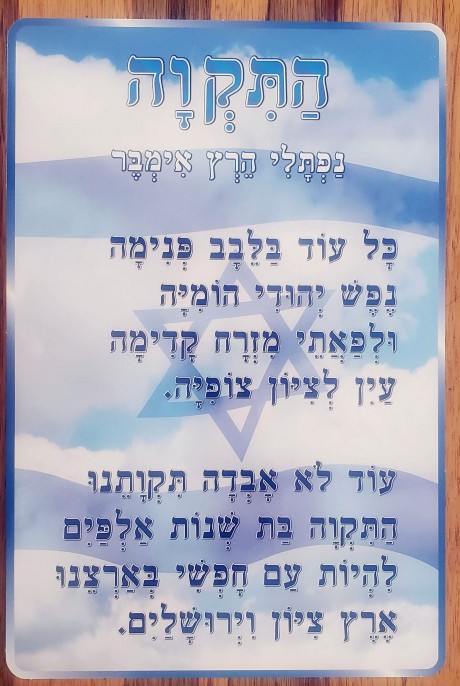 הַתִּקְוָה
נַפְתָּלִי הֵרְץ אִימְבֶּר
כָּל עוֹד בַּלֵּבָב פְּנִימָה
נֶפֶשׁ יְהוּדִי הוֹמִיָּה
וּלְפַאֲתֵי מִזְרָח קָדִימָה
עַיִן לְצִיּוֹן צוֹפִיָּה.
עוֹד לֹא אָבְדָה תִּקְוָתֵנוּ
הַתִּקְוָה בַּת שְׁנוֹת אַלְפַּיִם
לִהְיוֹת עַם חָפְשִׁי בְּאַרְצֵנוּ
אֶרֶץ צִיּוֹן וִירוּשָׁלַיִם.